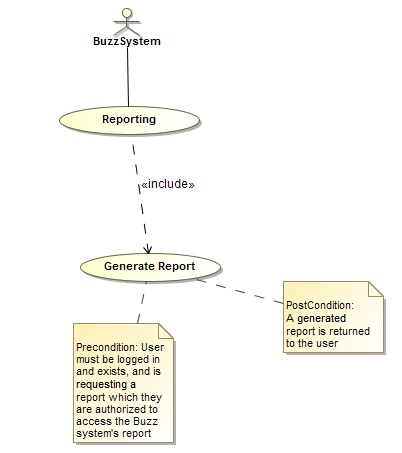 BuzzSystem
Reporting
«include»
Generate Report
PostCondition:
A generated
report is returned
to the user
Precondition: User
must be logged in
and exists, and is
requesting a
report which they
are authorized to
access the Buzz
system's report